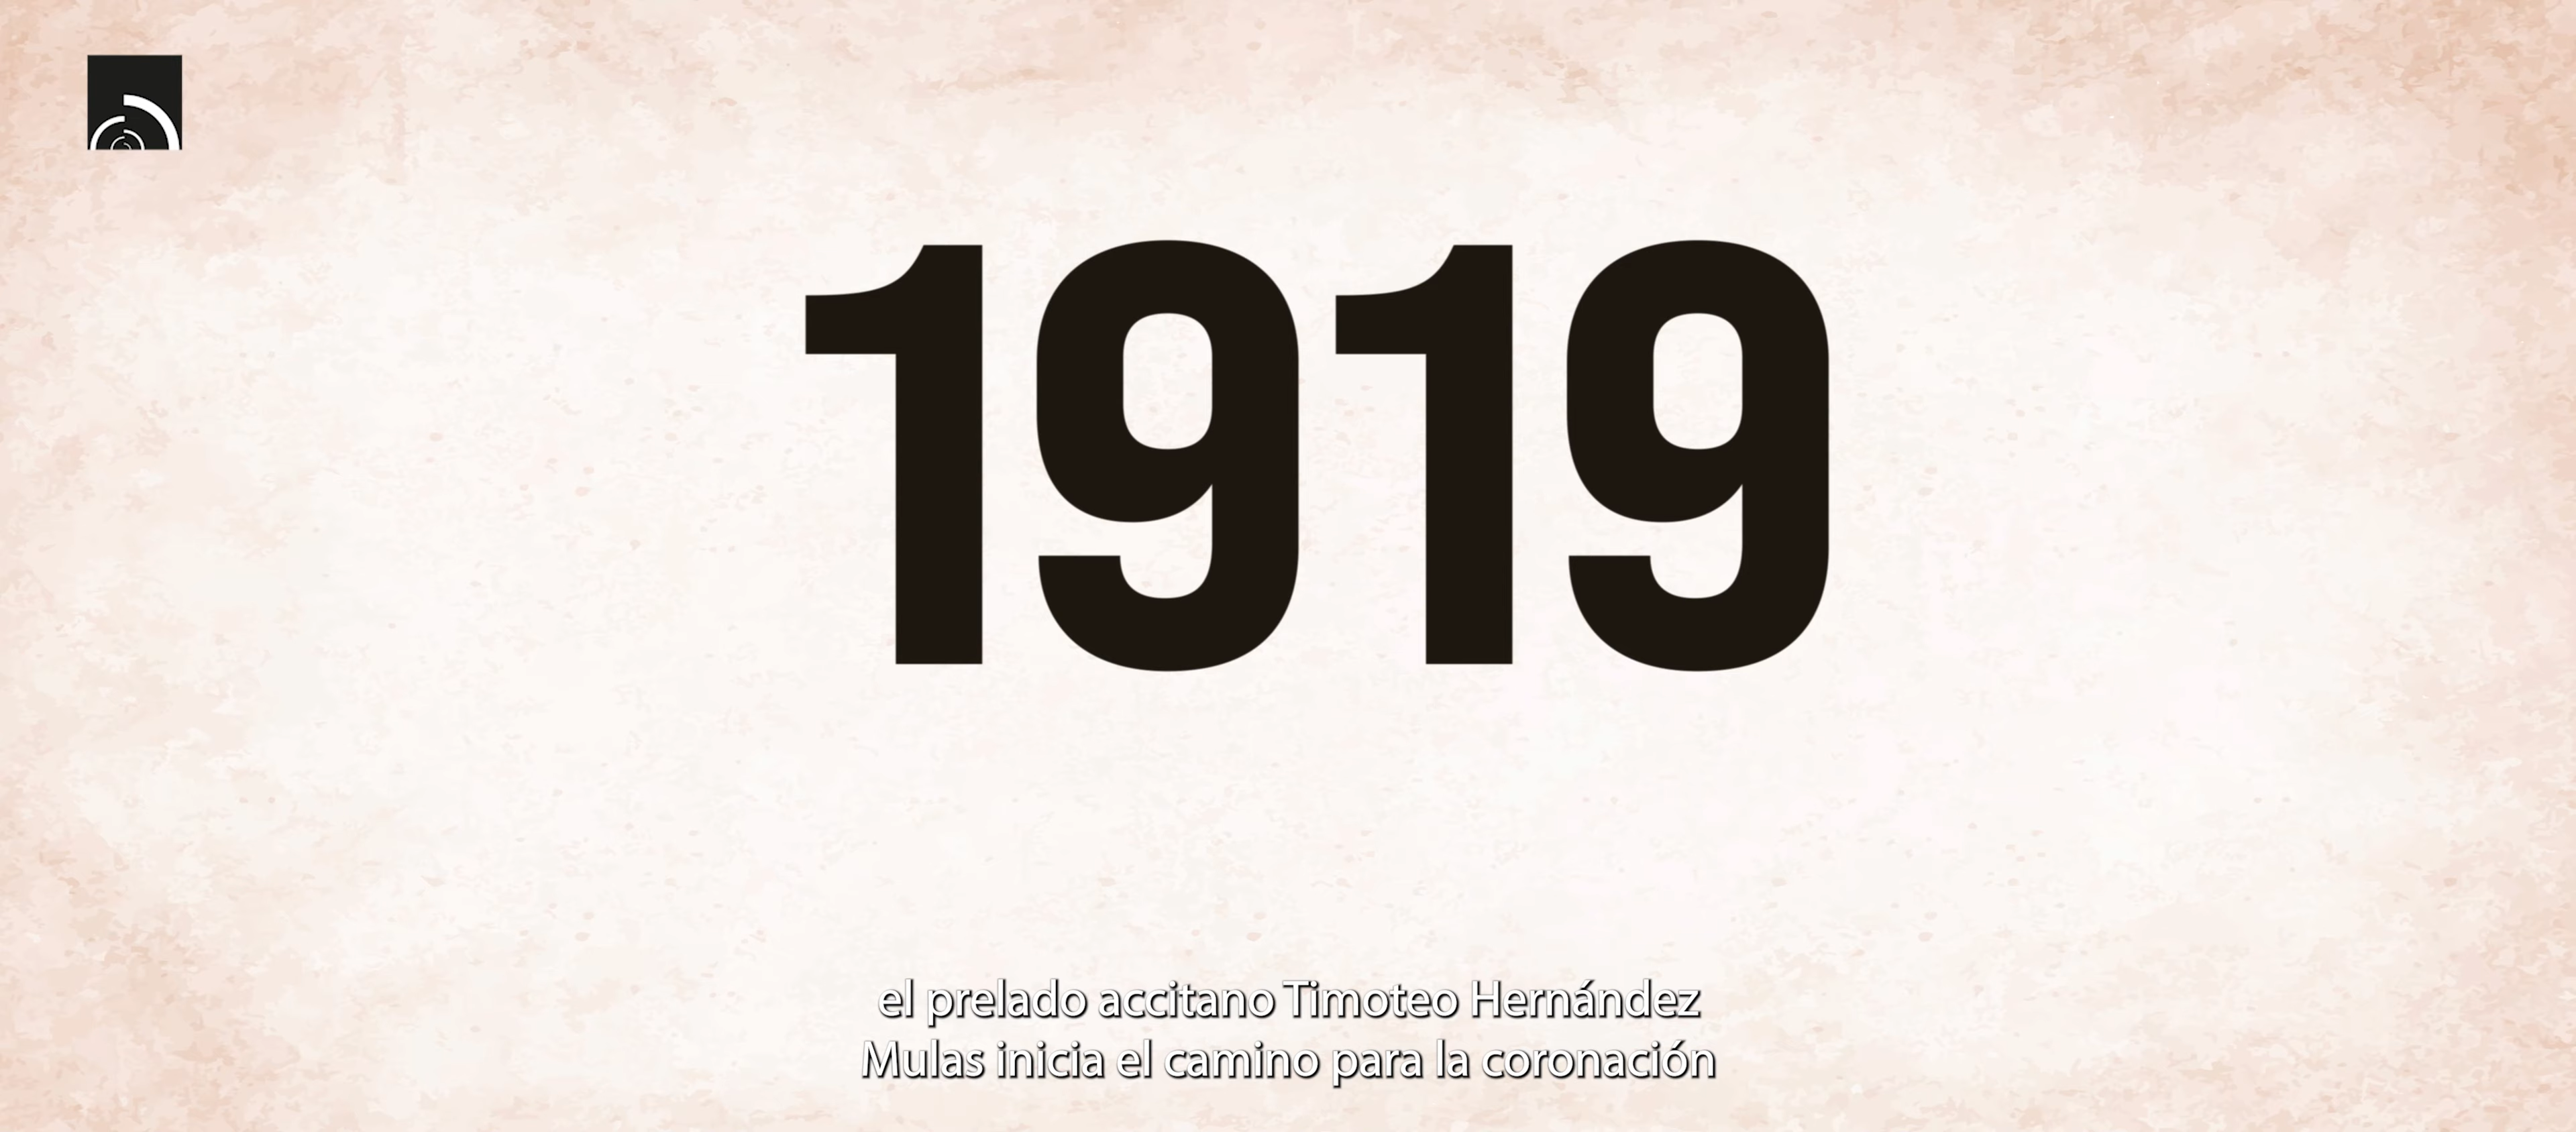 1919
el prelado accitano Timoteo Hernández
Mulas inicia el camino para la coronación